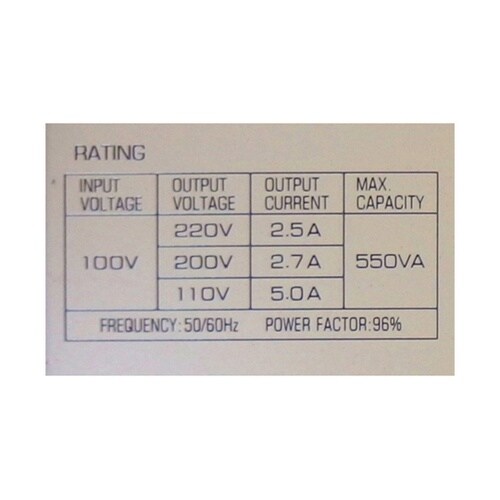 RATING
INPUT VOLTAGE OUTPUT VOLTAGE OUTPUT CURRENT MAX. CAPACITY
220V 2.5A
100V 200V 2.7A 550VA
110V 5.0A
FREQUENCY:50/60Hz POWER FACTOR:96%